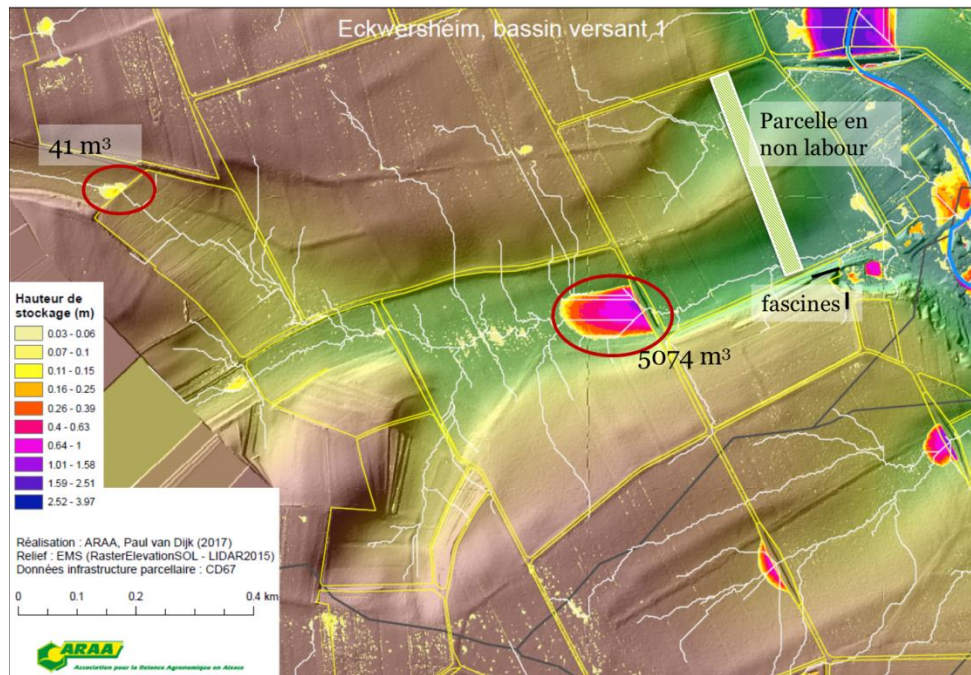 Eckwersheim, bassin versant 1
41 m³
Parcelle en
non labour
fascines
5074 m³
Hauteur de
stockage (m)
0.03 - 0.06
0.07 - 0.1
0.11 - 0.15
0.16 - 0.25
0.26 - 0.39
0.4 - 0.63
0.64 - 1
1.01 - 1.58
1.59 - 2.51
2.52 - 3.97
Réalisation : ARAA, Paul van Dijk (2017)
Relief : EMS (RasterElevationSOL - LIDAR2015)
Données infrastructure parcellaire : CD67
0 0.1 0.2 0.4 km
ARAA
Association pour la Relance Agronomique en Alsace